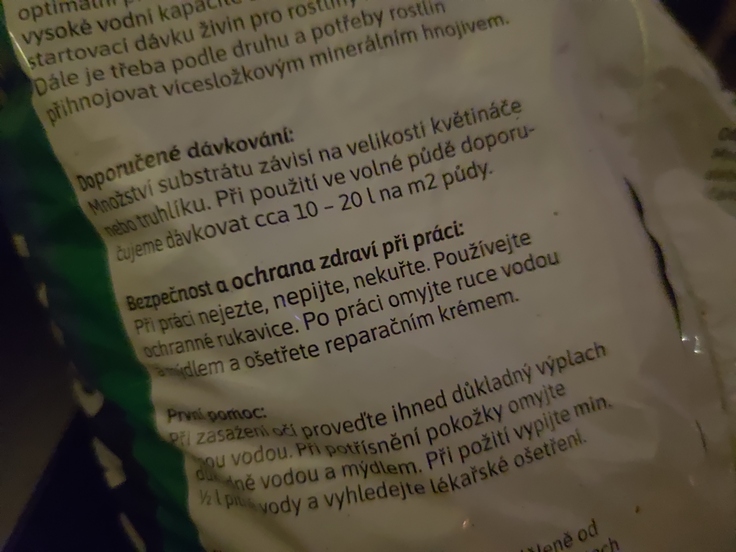 optimální
vysoké vodní kapacitě
startovací dávku živin pro rostliny
Dále je třeba podle druhu a potřeby rostlin
přihnojovat vícesložkovým minerálním hnojivem.
Doporučené dávkování:
Množství substrátu závisí na velikosti květináče
nebo truhlíku. Při použití ve volné půdě doporu-
čujeme dávkovat cca 10 – 20 l na m2 půdy.
Bezpečnost a ochrana zdraví při práci:
Při práci nejezte, nepijte, nekuřte. Používejte
ochranné rukavice. Po práci omyjte ruce vodou
a mýdlem a ošetřete reparačním krémem.
První pomoc:
Při zasažení očí proveďte ihned důkladný výplach
vodou. Při potřísnění pokožky omyjte
vodou a mýdlem. Při požití vypijte min.
½ l vody a vyhledejte lékařské ošetření.
od